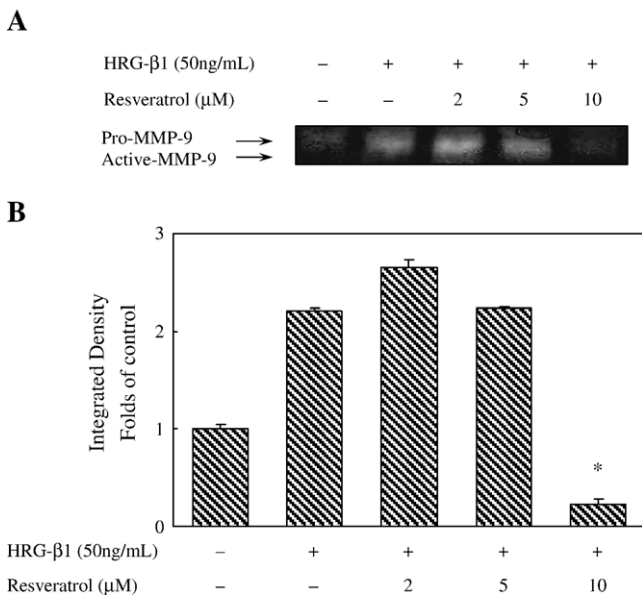 A
HRG-β1 (50ng/mL) – + + + +
Resveratrol (μM) – – 2 5 10
Pro-MMP-9
Active-MMP-9
B
3
2
1
0
Integrated Density
Folds of control
*
HRG-β1 (50ng/mL) – + + + +
Resveratrol (μM) – – 2 5 10